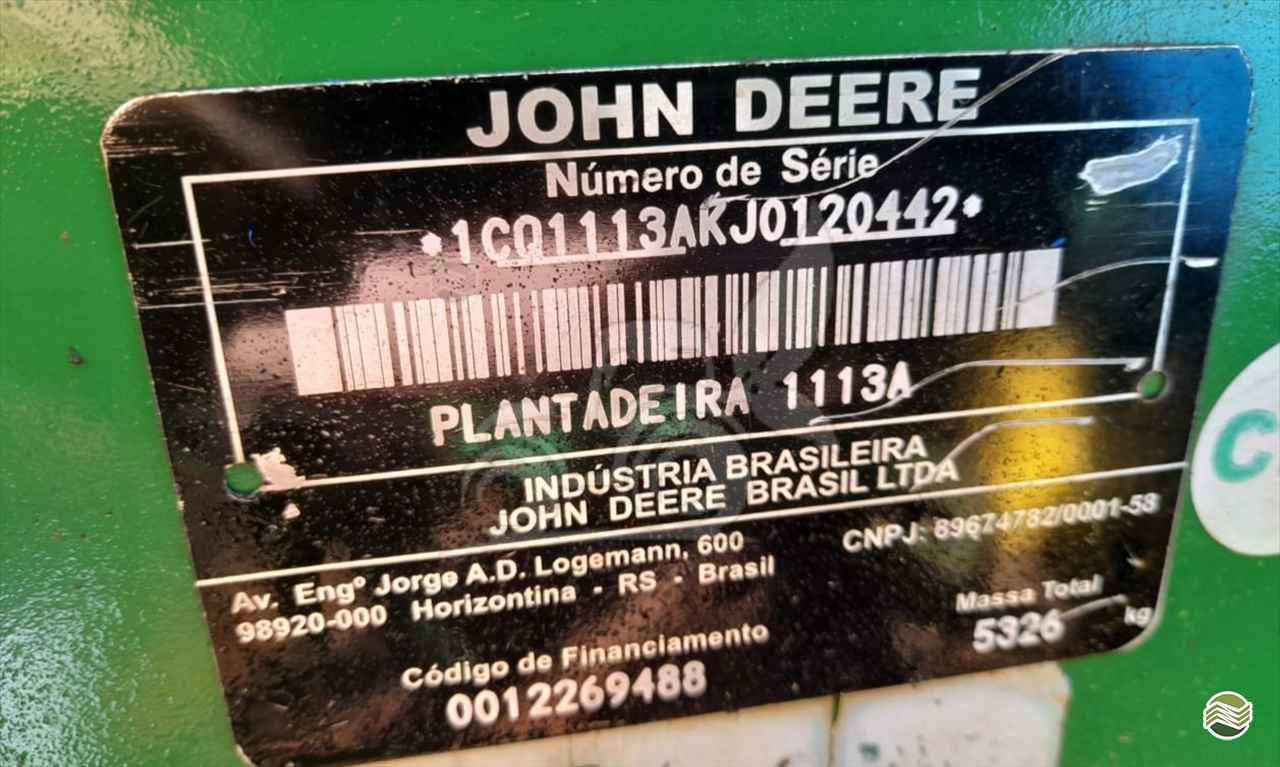 JOHN DEERE
Número de Série
*1CQ1113AKJ0120442*
PLANTADEIRA 1113A
INDÚSTRIA BRASILEIRA
JOHN DEERE BRASIL LTDA
CNPJ: 89674782/0001-58
Av. Engº Jorge A.D. Logemann, 600
98920-000 Horizontina - RS - Brasil
Massa Total
5326 kg
Código de Financiamento
0012269488
C